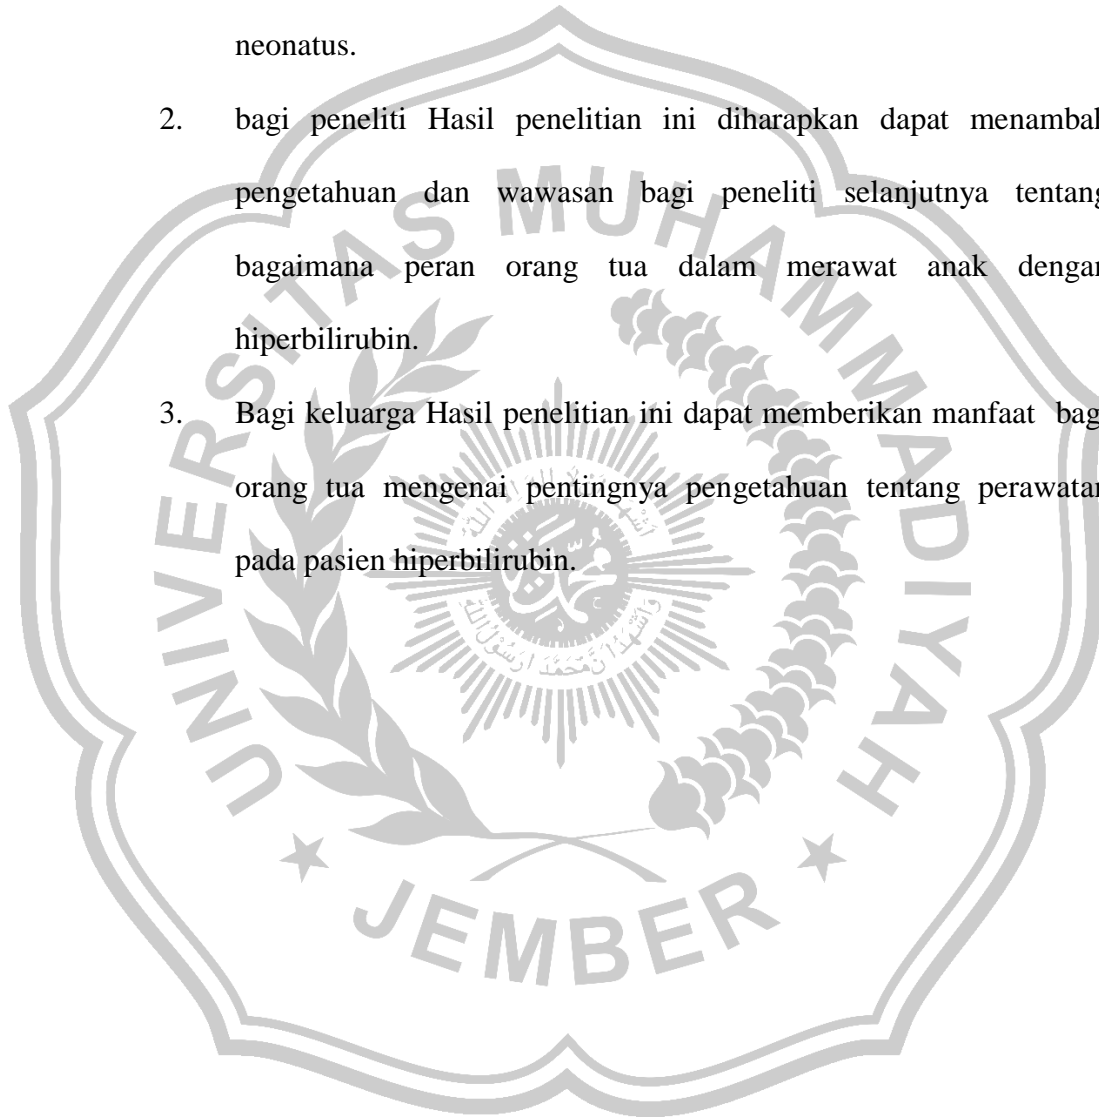 neonatus.
2. bagi peneliti Hasil penelitian ini diharapkan dapat menambah
pengetahuan dan wawasan bagi peneliti selanjutnya tentang
bagaimana peran orang tua dalam merawat anak dengan
hiperbilirubin.
3. Bagi keluarga Hasil penelitian ini dapat memberikan manfaat bagi
orang tua mengenai pentingnya pengetahuan tentang perawatan
pada pasien hiperbilirubin.
UNIVERSITAS MUHAMMADIYAH
JEMBER